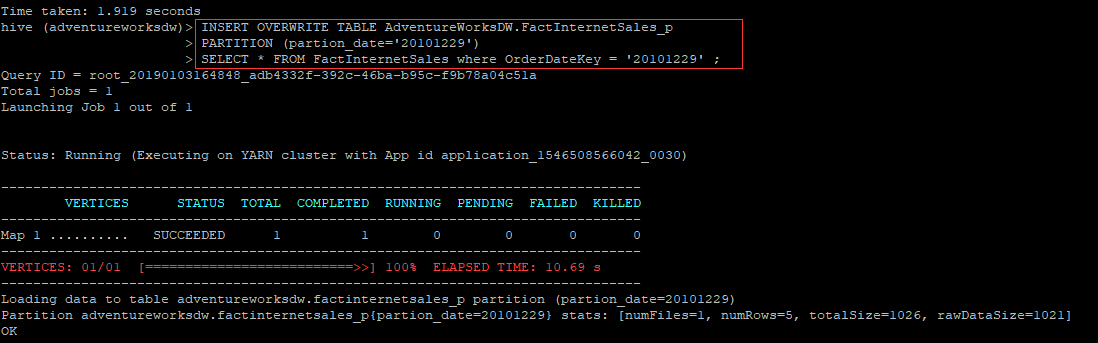 Time taken: 1.919 seconds
hive (adventureworksdw)> INSERT OVERWRITE TABLE AdventureWorksDW.FactInternetSales_p
> PARTITION (partion_date='20101229')
> SELECT * FROM FactInternetSales where OrderDateKey = '20101229' ;
Query ID = root_20190103164848_adb4332f-392c-46ba-b95c-f9b78a04c51a
Total jobs = 1
Launching Job 1 out of 1
Status: Running (Executing on YARN cluster with App id application_1546508566042_0030)
--------------------------------------------------------------------------------
VERTICES STATUS TOTAL COMPLETED RUNNING PENDING FAILED KILLED
--------------------------------------------------------------------------------
Map 1 .......... SUCCEEDED 1 1 0 0 0 0
--------------------------------------------------------------------------------
VERTICES: 01/01 [==========================>>] 100% ELAPSED TIME: 10.69 s
--------------------------------------------------------------------------------
Loading data to table adventureworksdw.factinternetsales_p partition (partion_date=20101229)
Partition adventureworksdw.factinternetsales_p{partion_date=20101229} stats: [numFiles=1, numRows=5, totalSize=1026, rawDataSize=1021]
OK